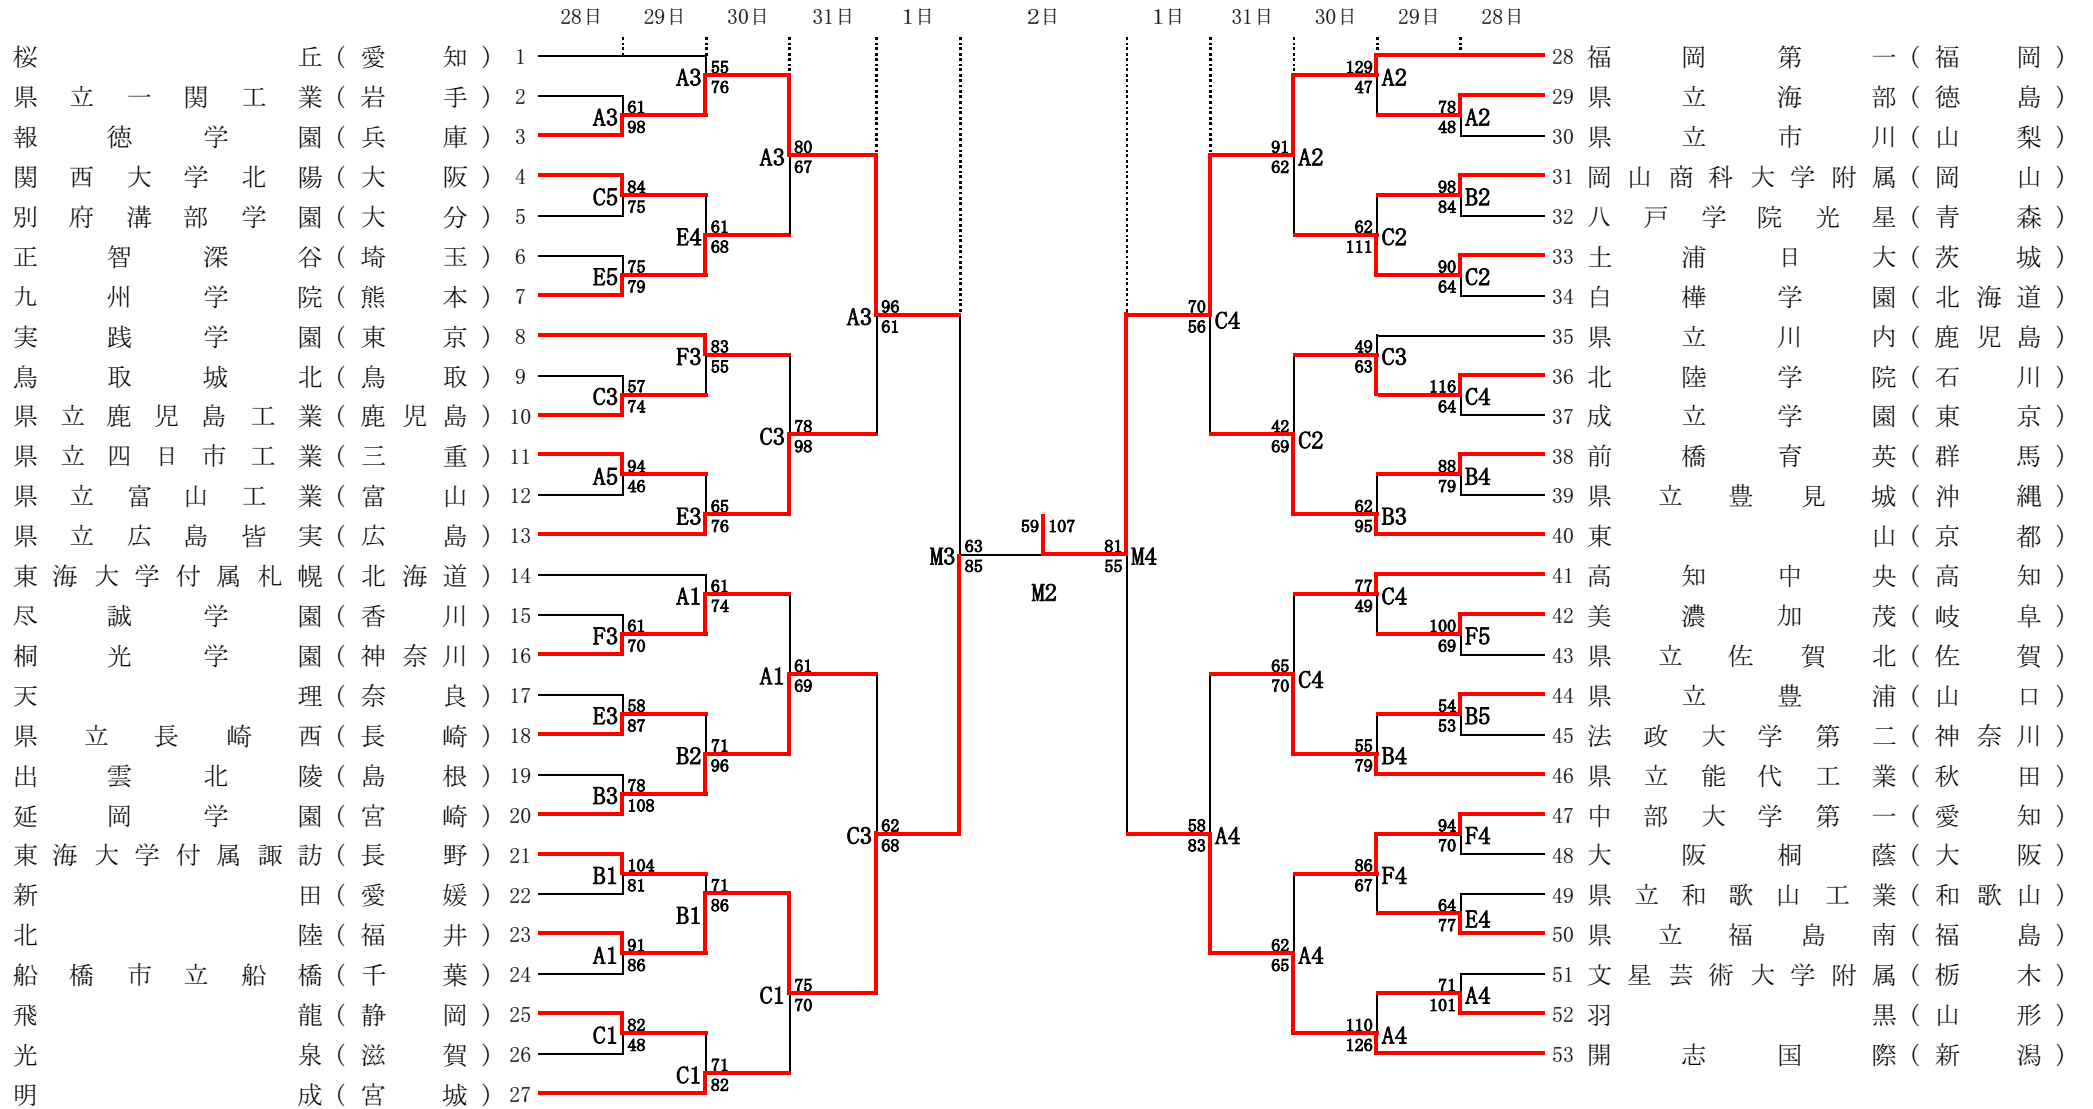 28日 29日 30日 31日 1日 2日 1日 31日 30日 29日 28日
桜丘(愛知) 1
県立一関工業(岩手) 2
報徳学園(兵庫) 3
関西大学北陽(大阪) 4
別府溝部学園(大分) 5
正智深谷(埼玉) 6
九州学院(熊本) 7
実践学園(東京) 8
鳥取城北(鳥取) 9
県立鹿児島工業(鹿児島) 10
県立四日市工業(三重) 11
県立富山工業(富山) 12
県立広島皆実(広島) 13
東海大学付属札幌(北海道) 14
尽誠学園(香川) 15
桐光学園(神奈川) 16
天理(奈良) 17
県立長崎西(長崎) 18
出雲北陵(島根) 19
延岡学園(宮崎) 20
東海大学付属諏訪(長野) 21
新田(愛媛) 22
北陸(福井) 23
船橋市立船橋(千葉) 24
飛龍(静岡) 25
光泉(滋賀) 26
明成(宮城) 27
A3 61 98
C5 84 75
E5 75 79
C3 57 74
A5 94 46
F3 61 70
E3 58 87
B3 78 108
B1 104 81
A1 91 86
C1 82 48
A3 55 76
E4 61 68
F3 83 55
E3 65 76
A1 61 74
B2 71 96
B1 71 86
C1 71 82
A3 80 67
C3 78 98
A1 61 69
C1 75 70
A3 96 61
C3 62 68
M3 63 85
59 107
M2
81 55 M4
70 56 C4
58 83 A4
91 62 A2
42 69 C2
65 70 C4
62 65 A4
129 47 A2
62 111 C2
49 63 C3
62 95 B3
77 49 C4
55 79 B4
86 67 F4
110 126 A4
78 48 A2
98 84 B2
90 64 C2
116 64 C4
88 79 B4
100 69 F5
54 53 B5
94 70 F4
64 77 E4
71 101 A4
28 福岡第一(福岡)
29 県立海部(徳島)
30 県立市川(山梨)
31 岡山商科大学附属(岡山)
32 八戸学院光星(青森)
33 土浦日大(茨城)
34 白樺学園(北海道)
35 県立川内(鹿児島)
36 北陸学院(石川)
37 成立学園(東京)
38 前橋育英(群馬)
39 県立豊見城(沖縄)
40 東山(京都)
41 高知中央(高知)
42 美濃加茂(岐阜)
43 県立佐賀北(佐賀)
44 県立豊浦(山口)
45 法政大学第二(神奈川)
46 県立能代工業(秋田)
47 中部大学第一(愛知)
48 大阪桐蔭(大阪)
49 県立和歌山工業(和歌山)
50 県立福島南(福島)
51 文星芸術大学附属(栃木)
52 羽黒(山形)
53 開志国際(新潟)